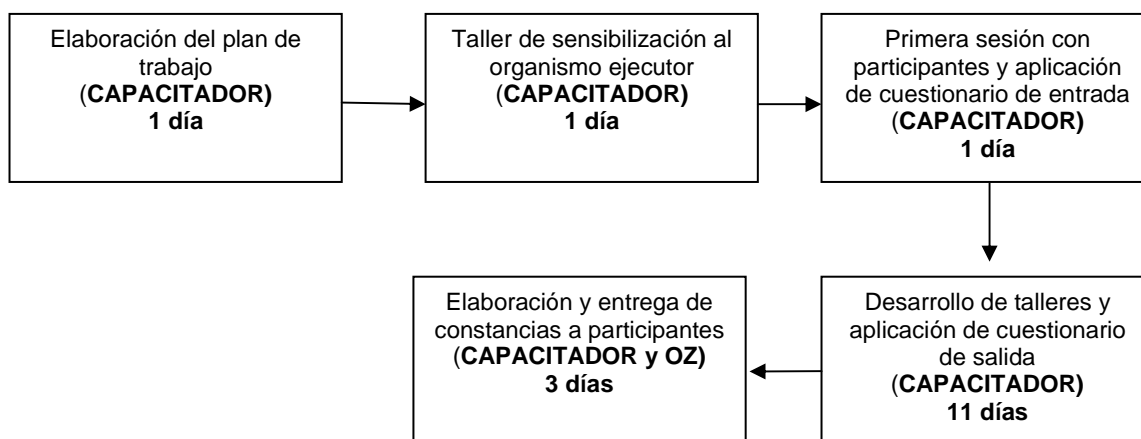 Elaboración del plan de
trabajo
(CAPACITADOR)
1 día
Taller de sensibilización al
organismo ejecutor
(CAPACITADOR)
1 día
Primera sesión con
participantes y aplicación
de cuestionario de entrada
(CAPACITADOR)
1 día
Desarrollo de talleres y
aplicación de cuestionario
de salida
(CAPACITADOR)
11 días
Elaboración y entrega de
constancias a participantes
(CAPACITADOR y OZ)
3 días